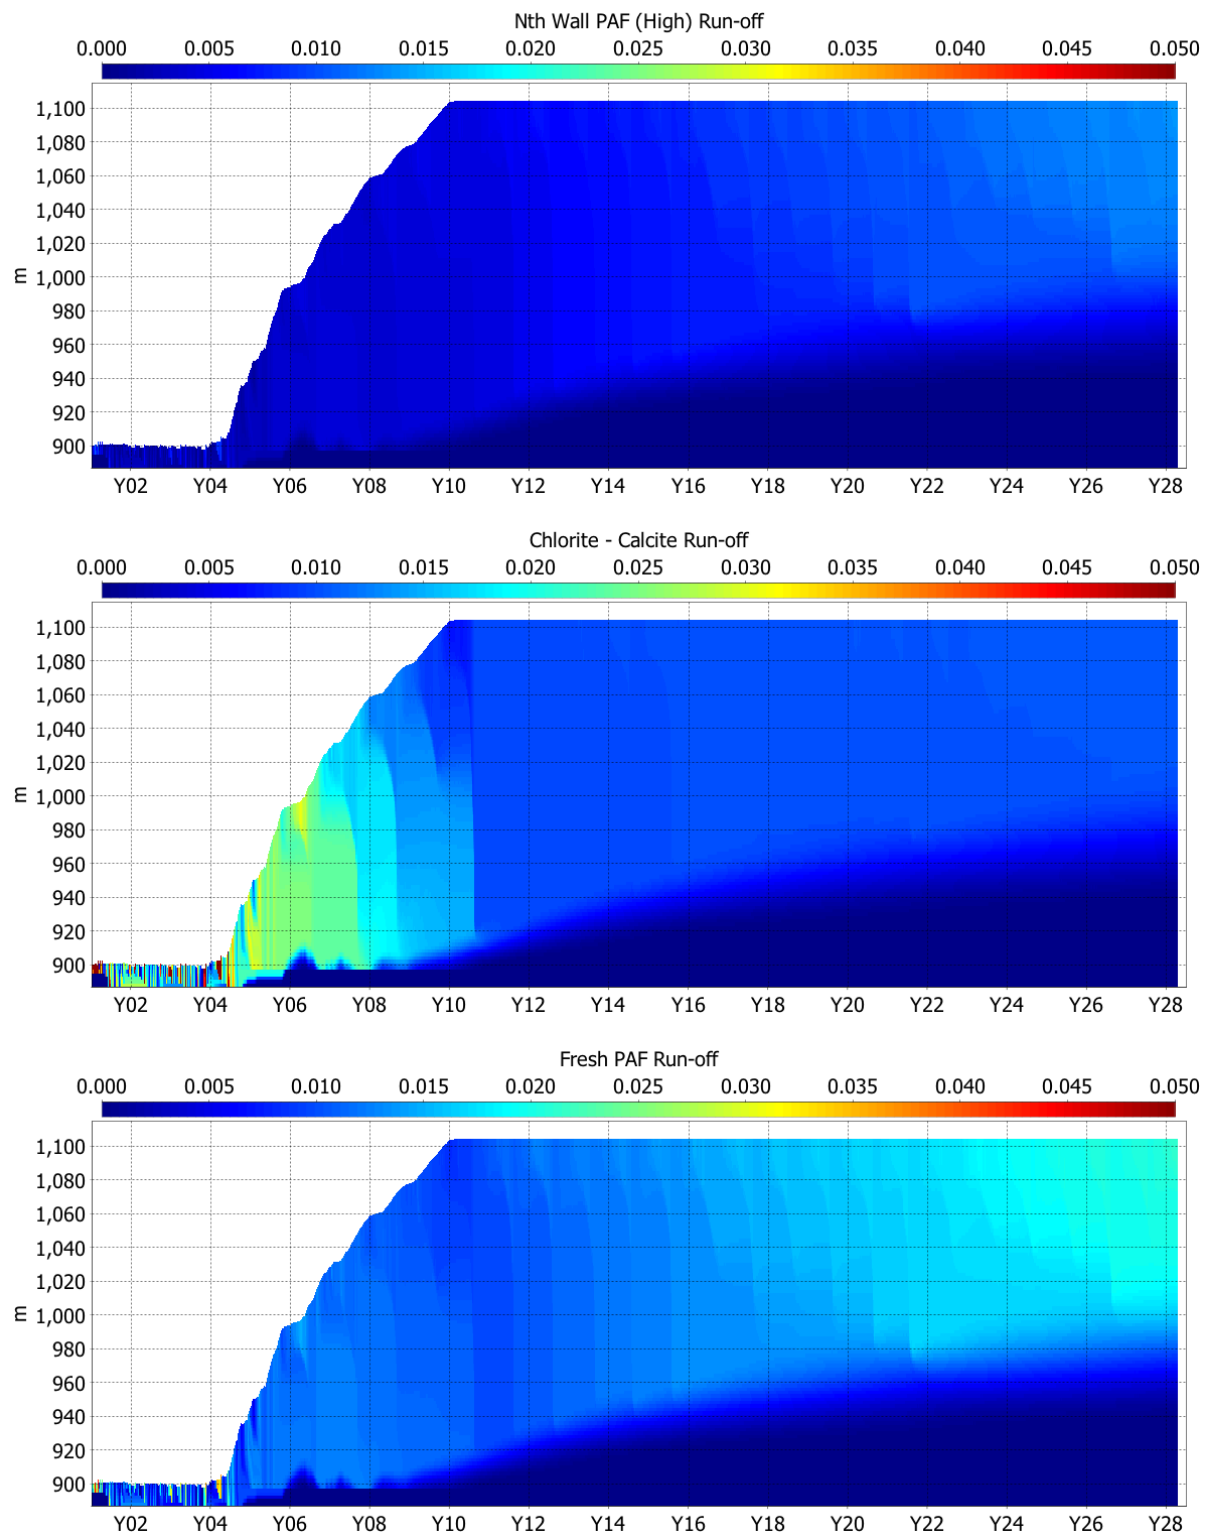 Nth Wall PAF (High) Run-off
0.000 0.005 0.010 0.015 0.020 0.025 0.030 0.035 0.040 0.045 0.050
1,100
1,080
1,060
1,040
1,020
1,000
m
980
960
940
920
900
Y02 Y04 Y06 Y08 Y10 Y12 Y14 Y16 Y18 Y20 Y22 Y24 Y26 Y28
Chlorite - Calcite Run-off
0.000 0.005 0.010 0.015 0.020 0.025 0.030 0.035 0.040 0.045 0.050
1,100
1,080
1,060
1,040
1,020
1,000
m
980
960
940
920
900
Y02 Y04 Y06 Y08 Y10 Y12 Y14 Y16 Y18 Y20 Y22 Y24 Y26 Y28
Fresh PAF Run-off
0.000 0.005 0.010 0.015 0.020 0.025 0.030 0.035 0.040 0.045 0.050
1,100
1,080
1,060
1,040
1,020
1,000
m
980
960
940
920
900
Y02 Y04 Y06 Y08 Y10 Y12 Y14 Y16 Y18 Y20 Y22 Y24 Y26 Y28